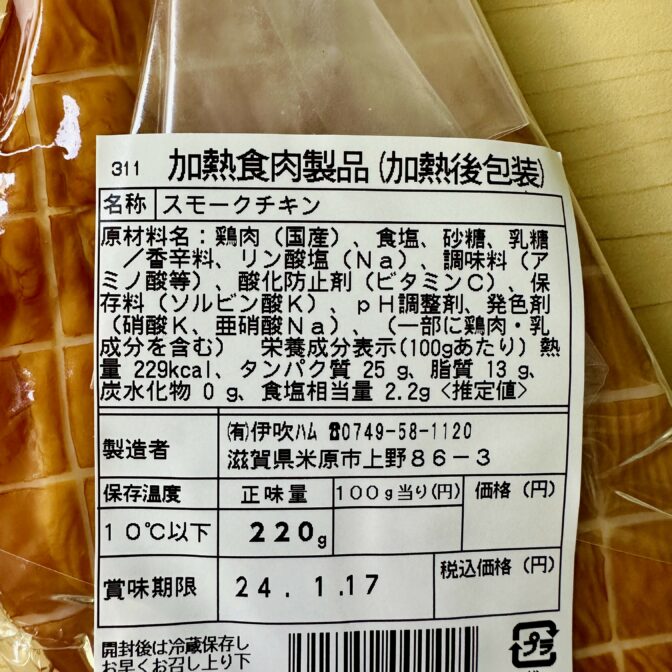 311 加熱食肉製品(加熱後包装)
名称 スモークチキン
原材料名：鶏肉（国産）、食塩、砂糖、乳糖
／香辛料、リン酸塩（Ｎａ）、調味料（ア
ミノ酸等）、酸化防止剤（ビタミンＣ）、保
存料（ソルビン酸Ｋ）、ｐＨ調整剤、発色剤
（硝酸Ｋ、亜硝酸Ｎａ）、（一部に鶏肉・乳
成分を含む） 栄養成分表示(100gあたり) 熱
量 229kcal、タンパク質 25 g、脂質 13 g、
炭水化物 0 g、食塩相当量 2.2g <推定値>
製造者 ㈲伊吹ﾊﾑ ☎0749-58-1120
滋賀県米原市上野８６－３
保存温度 正味量 １００ｇ当り(円) 価格（円）
１０℃以下 220g
賞味期限 24. 1.17 税込価格（円）
開封後は冷蔵保存し
お早くお召し上り下
プラ